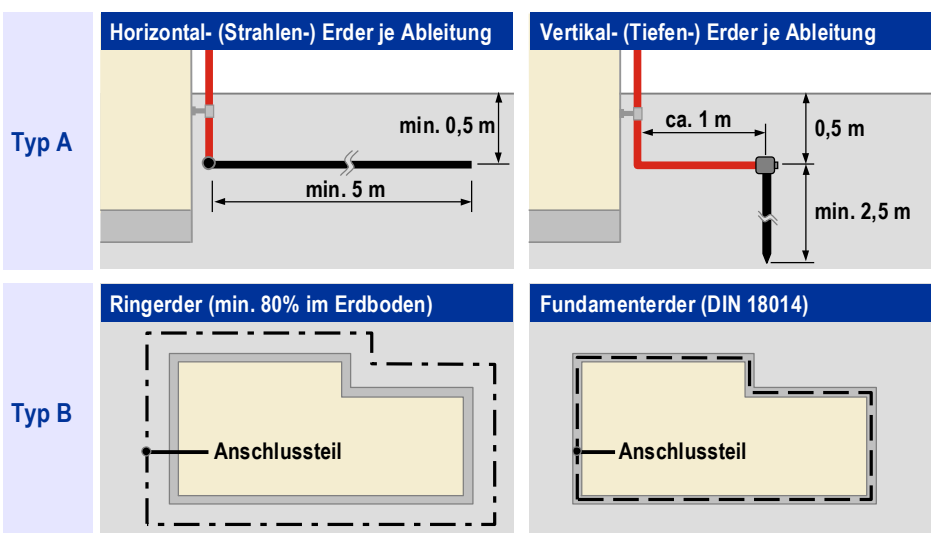 Horizontal- (Strahlen-) Erder je Ableitung
Vertikal- (Tiefen-) Erder je Ableitung
Typ A
min. 0,5 m
min. 5 m
ca. 1 m
0,5 m
min. 2,5 m
Ringerder (min. 80% im Erdboden)
Fundamenterder (DIN 18014)
Typ B
Anschlussteil
Anschlussteil